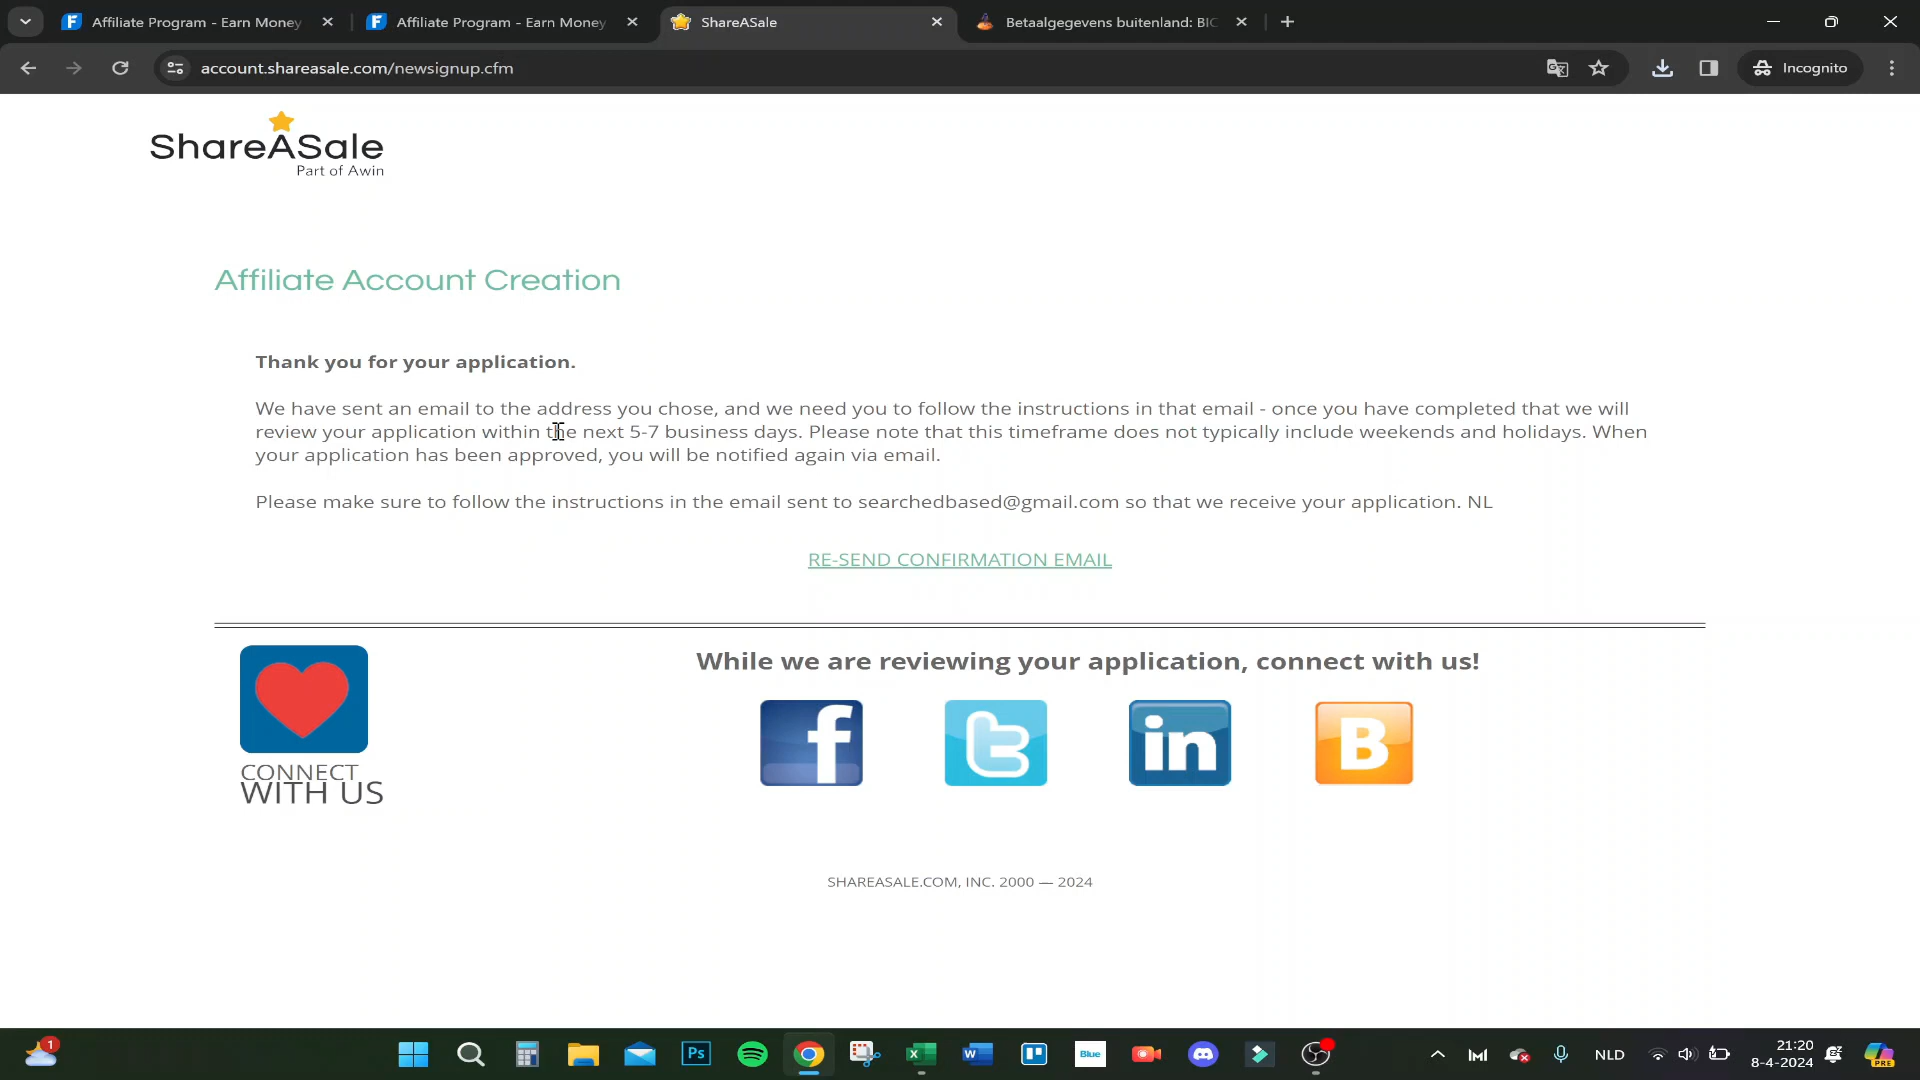 Affiliate Program - Earn Money
Affiliate Program - Earn Money
ShareASale
Betaalgegevens buitenland: BIC
account.shareasale.com/newsignup.cfm
Incognito
ShareASale
Part of Awin
Affiliate Account Creation
Thank you for your application.
We have sent an email to the address you chose, and we need you to follow the instructions in that email - once you have completed that we will
review your application within the next 5-7 business days. Please note that this timeframe does not typically include weekends and holidays. When
your application has been approved, you will be notified again via email.
Please make sure to follow the instructions in the email sent to searchedbased@gmail.com so that we receive your application. NL
RE-SEND CONFIRMATION EMAIL
While we are reviewing your application, connect with us!
CONNECT
WITH US
SHAREASALE.COM, INC. 2000 — 2024
1
Ps
Blue
NLD
21:20
8-4-2024
PRE